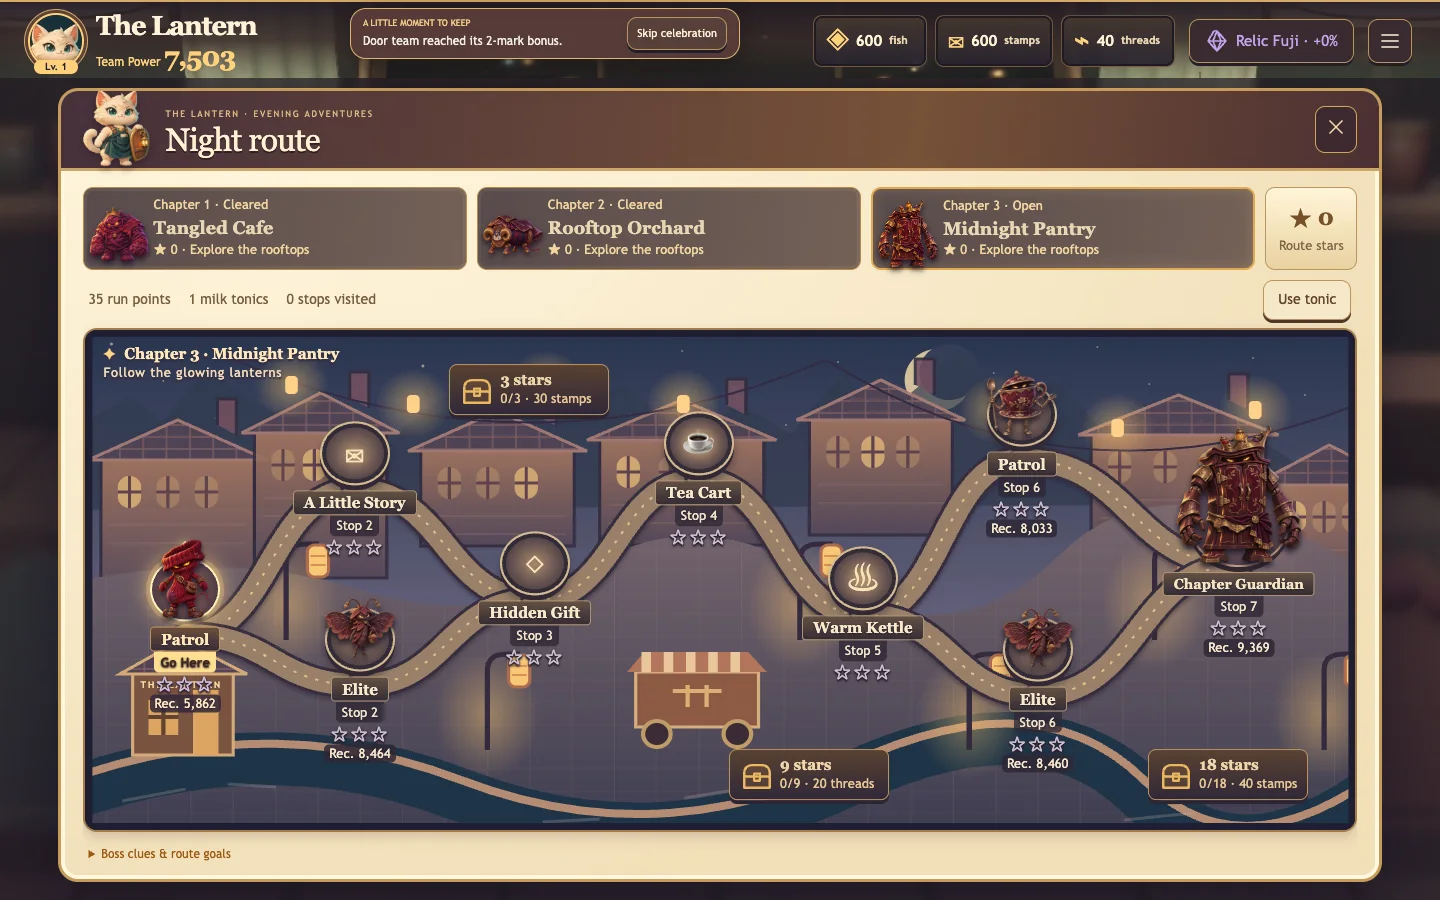 The Lantern
Team Power 7,503
Lv. 1
A LITTLE MOMENT TO KEEP
Door team reached its 2-mark bonus.
Skip celebration
600 fish
600 stamps
40 threads
Relic Fuji · +0%
THE LANTERN · EVENING ADVENTURES
Night route
Chapter 1 · Cleared
Tangled Cafe
★ 0 · Explore the rooftops
Chapter 2 · Cleared
Rooftop Orchard
★ 0 · Explore the rooftops
Chapter 3 · Open
Midnight Pantry
★ 0 · Explore the rooftops
★ 0
Route stars
35 run points
1 milk tonics
0 stops visited
Use tonic
Chapter 3 · Midnight Pantry
Follow the glowing lanterns
3 stars
0/3 · 30 stamps
A Little Story
Stop 2
Tea Cart
Stop 4
Patrol
Stop 6
Rec. 8,033
Hidden Gift
Stop 3
Chapter Guardian
Stop 7
Rec. 9,369
Warm Kettle
Stop 5
Patrol
Go Here
Rec. 5,862
Elite
Stop 2
Rec. 8,464
Elite
Stop 6
Rec. 8,460
9 stars
0/9 · 20 threads
18 stars
0/18 · 40 stamps
Boss clues & route goals